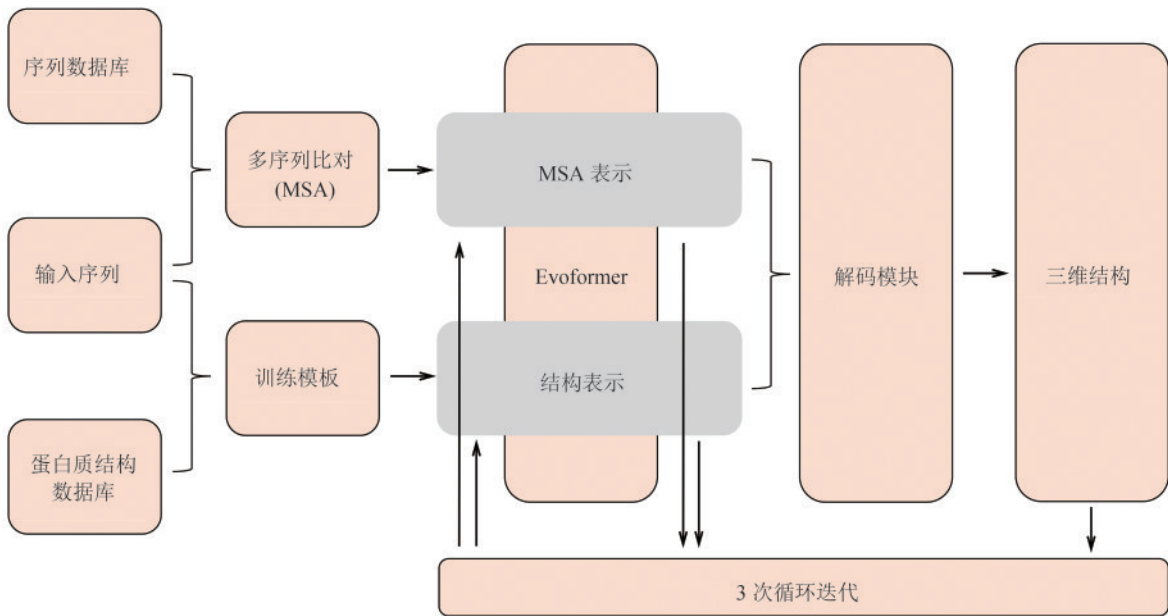 序列数据库
输入序列
蛋白质结构
数据库
多序列比对
(MSA)
训练模板
MSA 表示
Evoformer
结构表示
解码模块
三维结构
3 次循环迭代